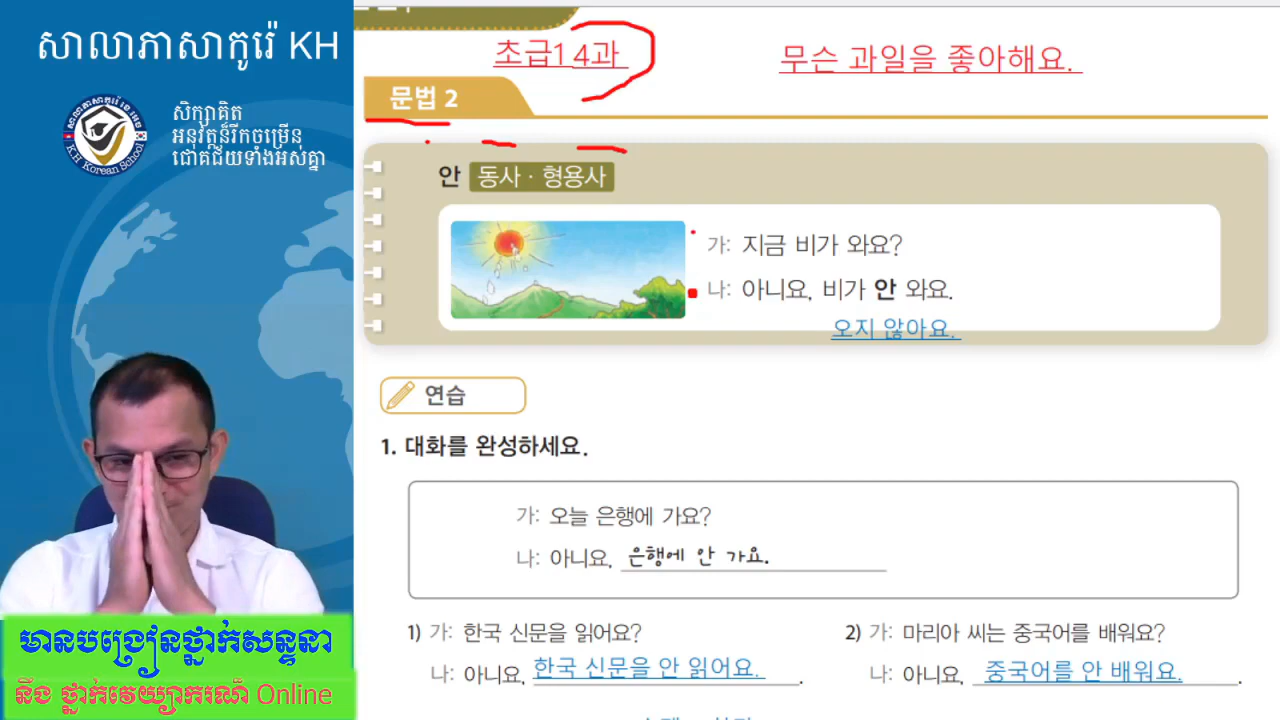 សាលាភាសាកូរ៉េ KH
សិក្សាគិត
អនុវត្តន៍រីកចម្រើន
ជោគជ័យទាំងអស់គ្នា
KH Korean School
មានបង្រៀនថ្នាក់សន្ទនា
និង ថ្នាក់វេយ្យាករណ៍ Online
초급1 4과
무슨 과일을 좋아해요.
문법 2
안 동사 · 형용사
가: 지금 비가 와요?
나: 아니요, 비가 안 와요.
오지 않아요.
연습
1. 대화를 완성하세요.
가: 오늘 은행에 가요?
나: 아니요, 은행에 안 가요.
1) 가: 한국 신문을 읽어요?
나: 아니요, 한국 신문을 안 읽어요.
2) 가: 마리아 씨는 중국어를 배워요?
나: 아니요, 중국어를 안 배워요.